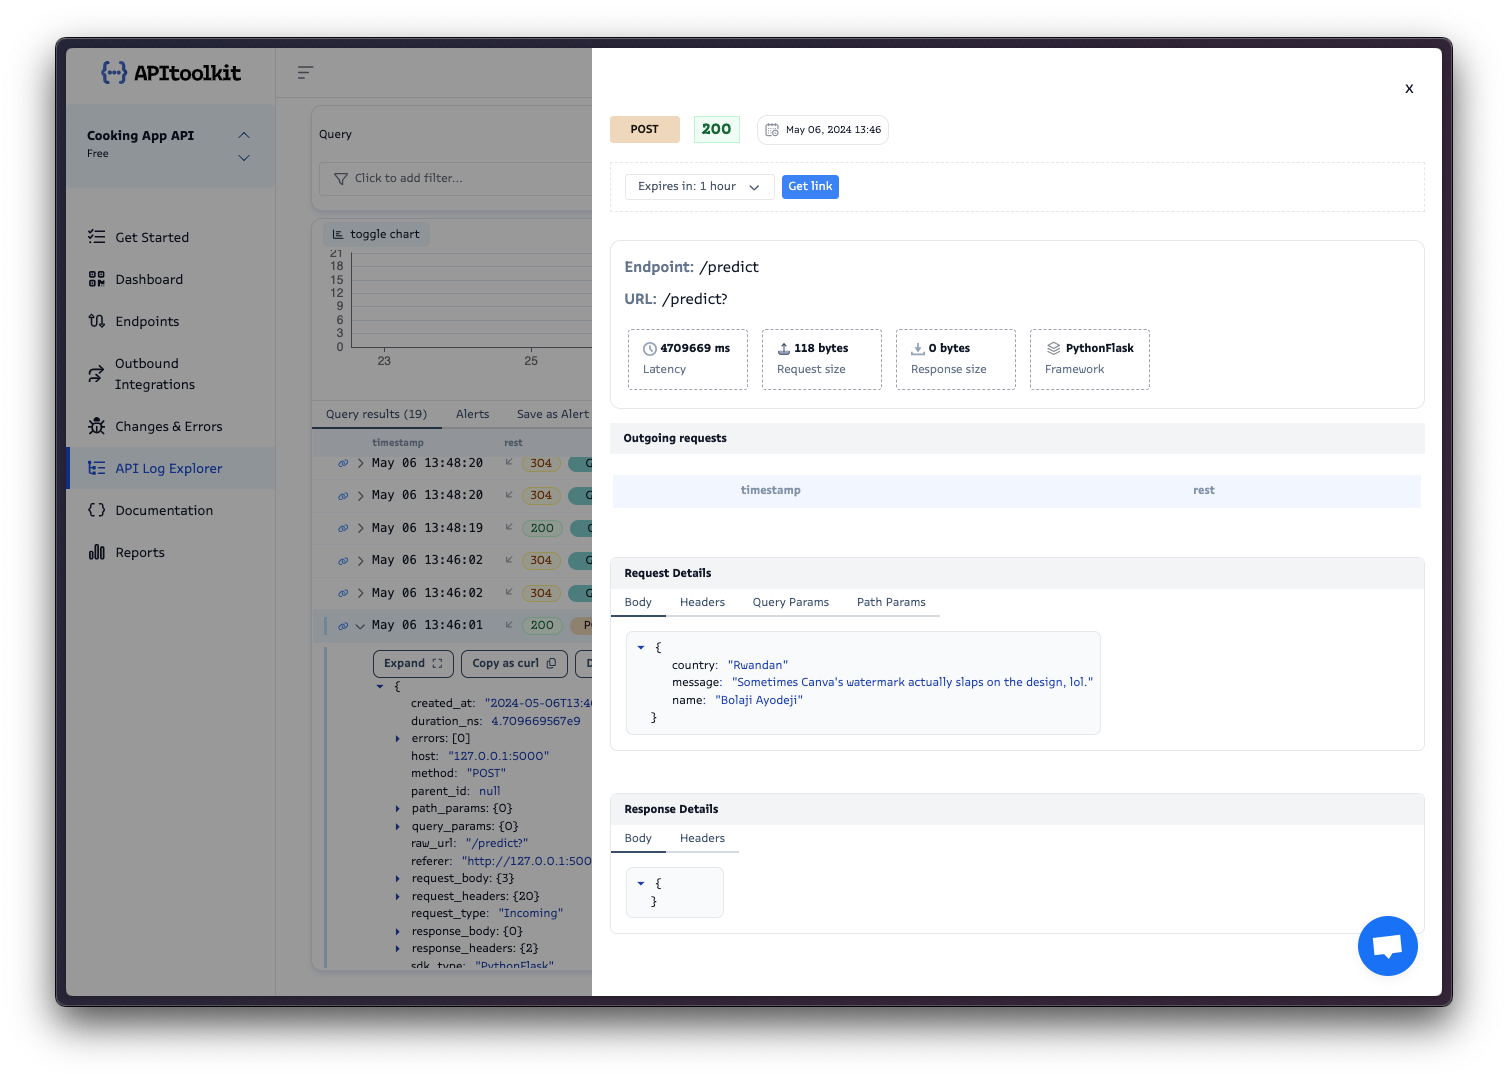 APItoolkit
Cooking App API
Free
Get Started
Dashboard
Endpoints
Outbound
Integrations
Changes & Errors
API Log Explorer
Documentation
Reports
Query
Click to add filter...
toggle chart
21
18
15
12
9
6
3
0
23 25
Query results (19) Alerts Save as Alert
timestamp rest
May 06 13:48:20 304
May 06 13:48:20 304
May 06 13:48:19 200
May 06 13:46:02 304
May 06 13:46:02 304
May 06 13:46:01 200
Expand Copy as curl
{
created_at: "2024-05-06T13:4
duration_ns: 4.709669567e9
errors: [0]
host: "127.0.0.1:5000"
method: "POST"
parent_id: null
path_params: {0}
query_params: {0}
raw_url: "/predict?"
referer: "http://127.0.0.1:500
request_body: {3}
request_headers: {20}
request_type: "Incoming"
response_body: {0}
response_headers: {2}
sdk_type: "PythonFlask"
x
POST 200 May 06, 2024 13:46
Expires in: 1 hour Get link
Endpoint: /predict
URL: /predict?
4709669 ms
Latency
118 bytes
Request size
0 bytes
Response size
PythonFlask
Framework
Outgoing requests
timestamp rest
Request Details
Body Headers Query Params Path Params
{
country: "Rwandan"
message: "Sometimes Canva's watermark actually slaps on the design, lol."
name: "Bolaji Ayodeji"
}
Response Details
Body Headers
{
}